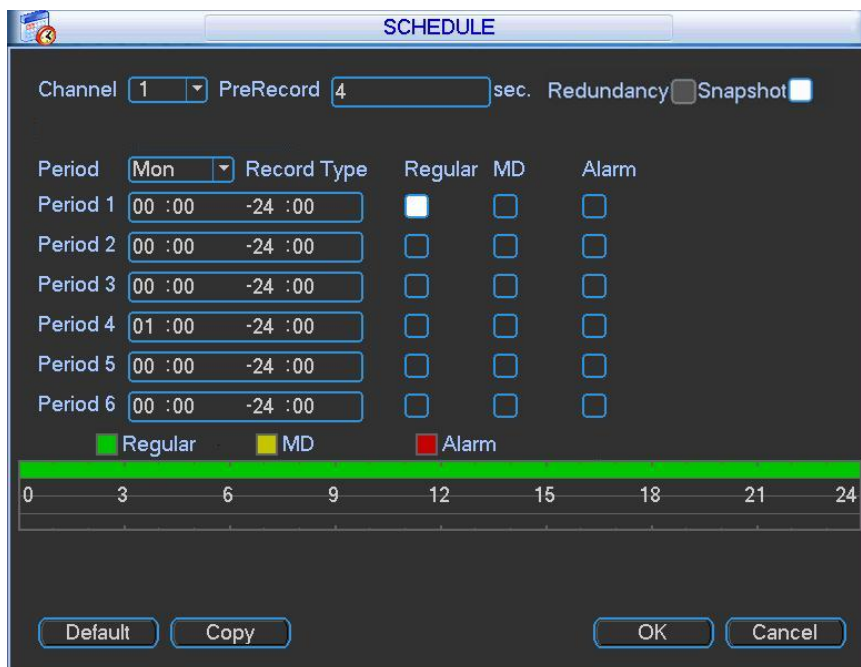 SCHEDULE
Channel 1 PreRecord 4 sec. Redundancy Snapshot
Period Mon Record Type Regular MD Alarm
Period 1 00 :00 -24 :00
Period 2 00 :00 -24 :00
Period 3 00 :00 -24 :00
Period 4 01 :00 -24 :00
Period 5 00 :00 -24 :00
Period 6 00 :00 -24 :00
Regular MD Alarm
0 3 6 9 12 15 18 21 24
Default Copy OK Cancel